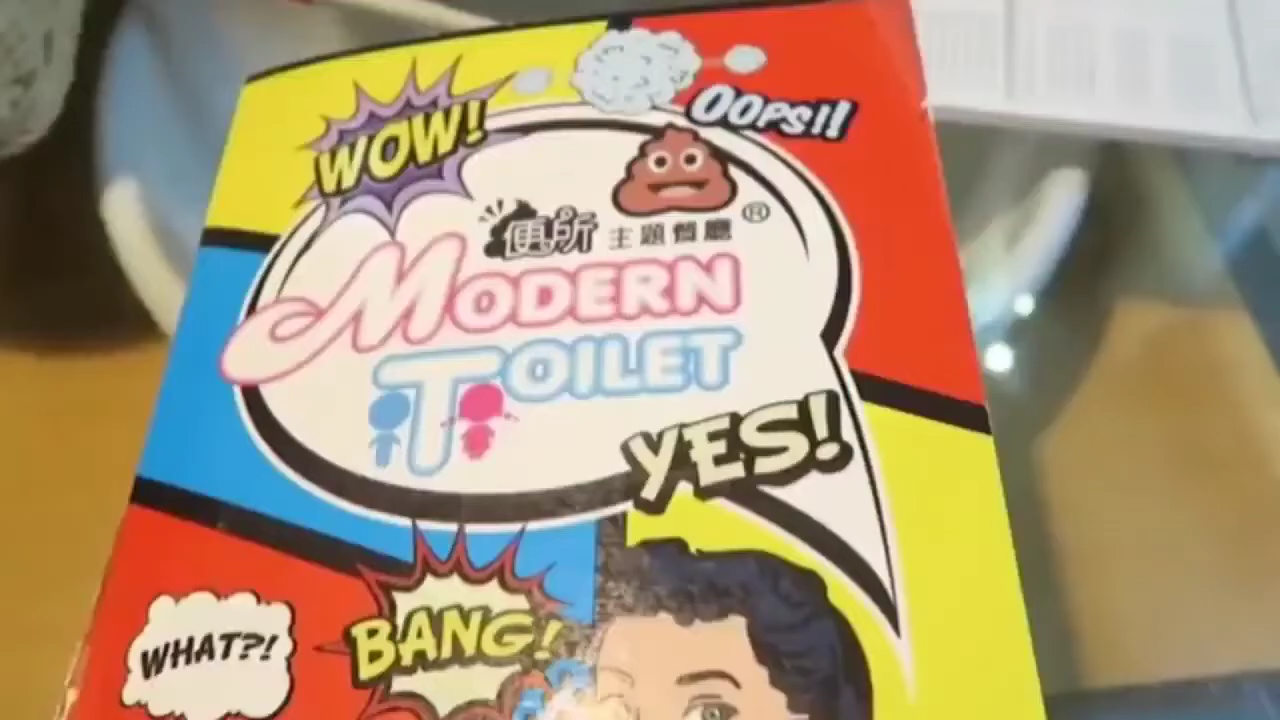 WOW!
OOPS!!
便所 主題餐廳®
MODERN
TOILET
YES!
BANG!
WHAT?!